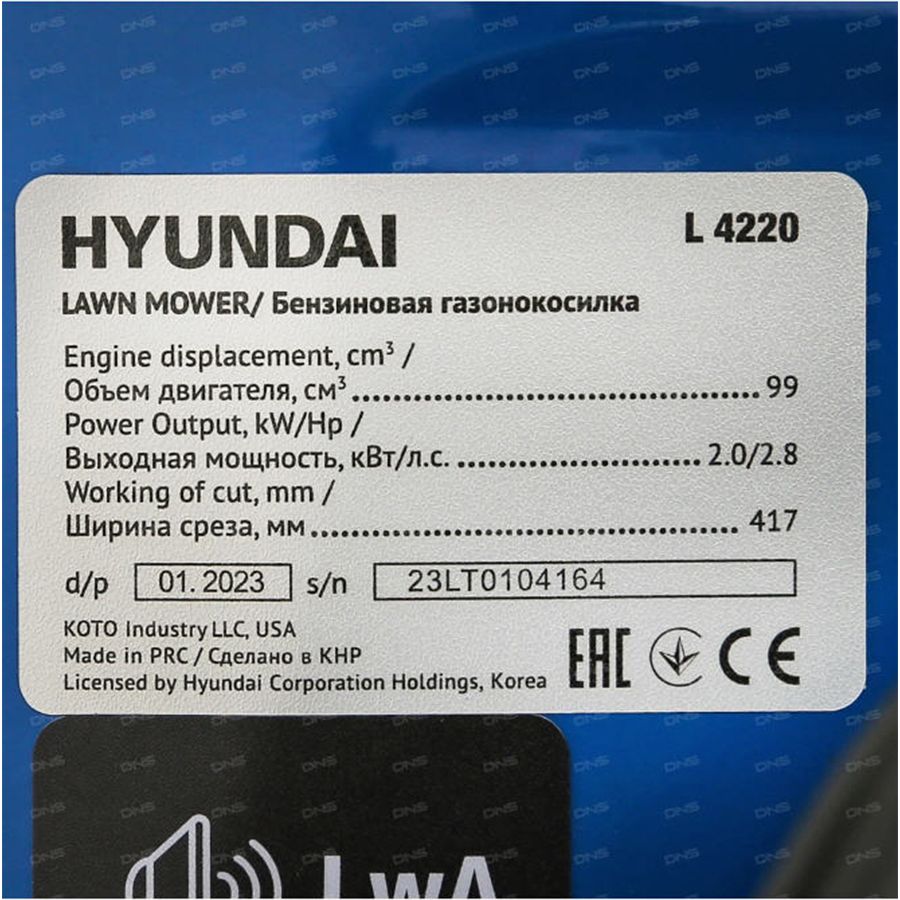 HYUNDAI L 4220
LAWN MOWER/ Бензиновая газонокосилка
Engine displacement, cm³ /
Объем двигателя, см³ 99
Power Output, kW/Hp /
Выходная мощность, кВт/л.с. 2.0/2.8
Working of cut, mm /
Ширина среза, мм 417
d/p 01.2023 s/n 23LT0104164
KOTO Industry LLC, USA
Made in PRC / Сделано в КНР
Licensed by Hyundai Corporation Holdings, Korea EAC CE
LwA